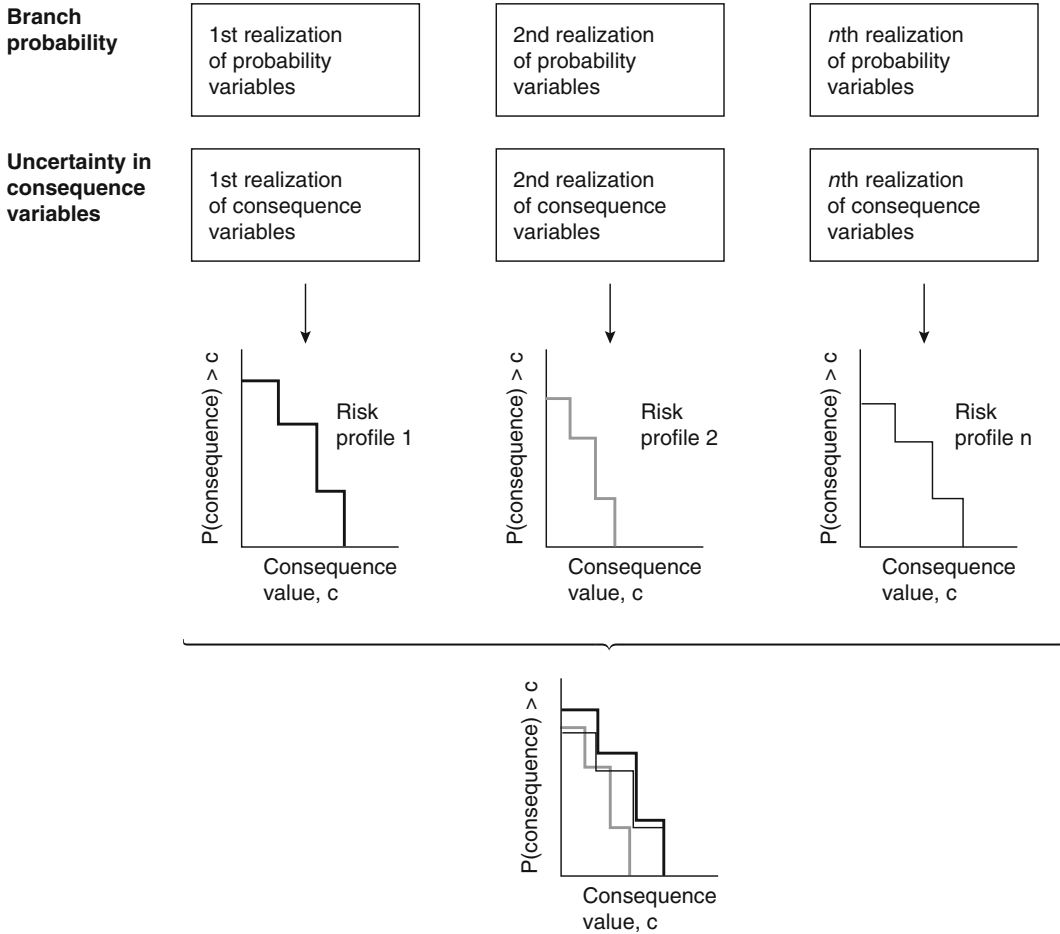 Branch
probability
1st realization
of probability
variables
2nd realization
of probability
variables
nth realization
of probability
variables
Uncertainty in
consequence
variables
1st realization
of consequence
variables
2nd realization
of consequence
variables
nth realization
of consequence
variables
P(consequence) > c
Risk
profile 1
Consequence
value, c
P(consequence) > c
Risk
profile 2
Consequence
value, c
P(consequence) > c
Risk
profile n
Consequence
value, c
P(consequence) > c
Consequence
value, c